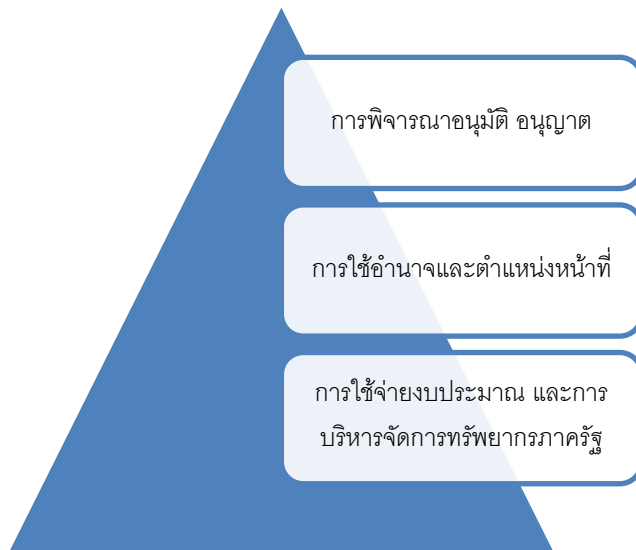 การพิจารณาอนุมัติ อนุญาต
การใช้อำนาจและตำแหน่งหน้าที่
การใช้จ่ายงบประมาณ และการ
บริหารจัดการทรัพยากรภาครัฐ